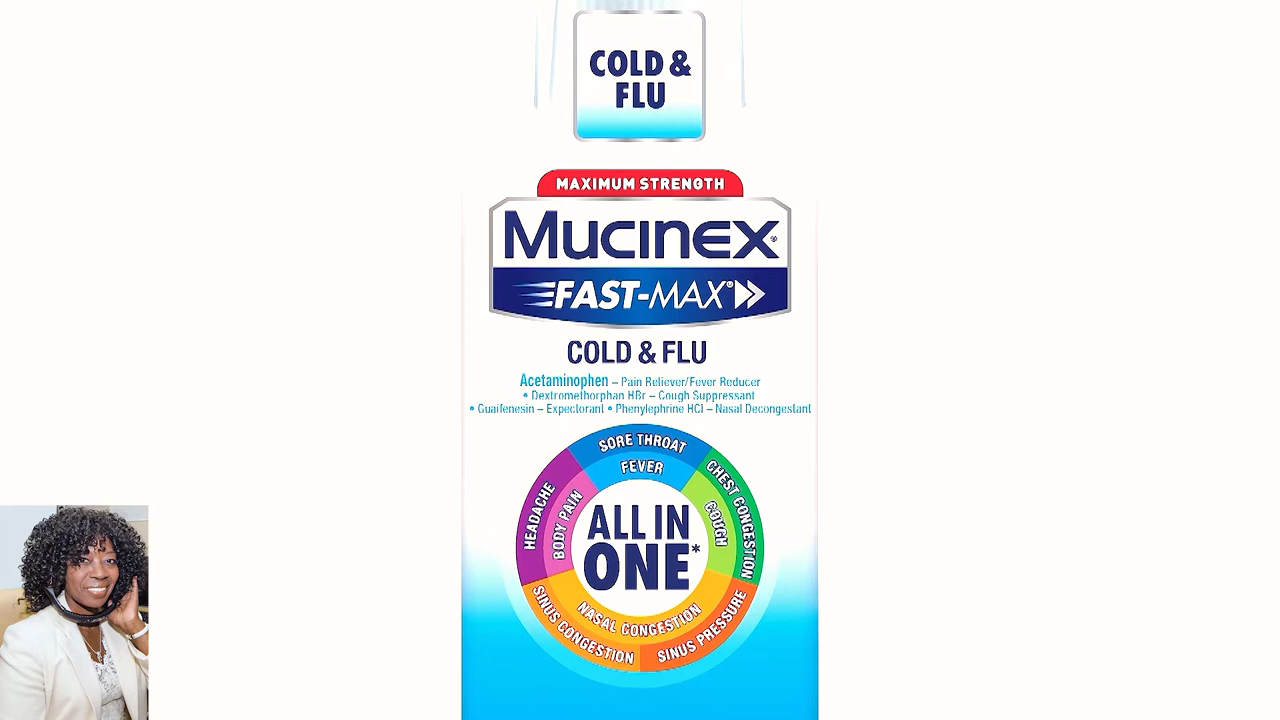 COLD &
FLU
MAXIMUM STRENGTH
Mucinex®
FAST-MAX®
COLD & FLU
Acetaminophen – Pain Reliever/Fever Reducer
• Dextromethorphan HBr – Cough Suppressant
• Guaifenesin – Expectorant • Phenylephrine HCl – Nasal Decongestant
SORE THROAT
FEVER
HEADACHE
BODY PAIN
CHEST CONGESTION
COUGH
ALL IN
ONE*
NASAL CONGESTION
SINUS CONGESTION
SINUS PRESSURE